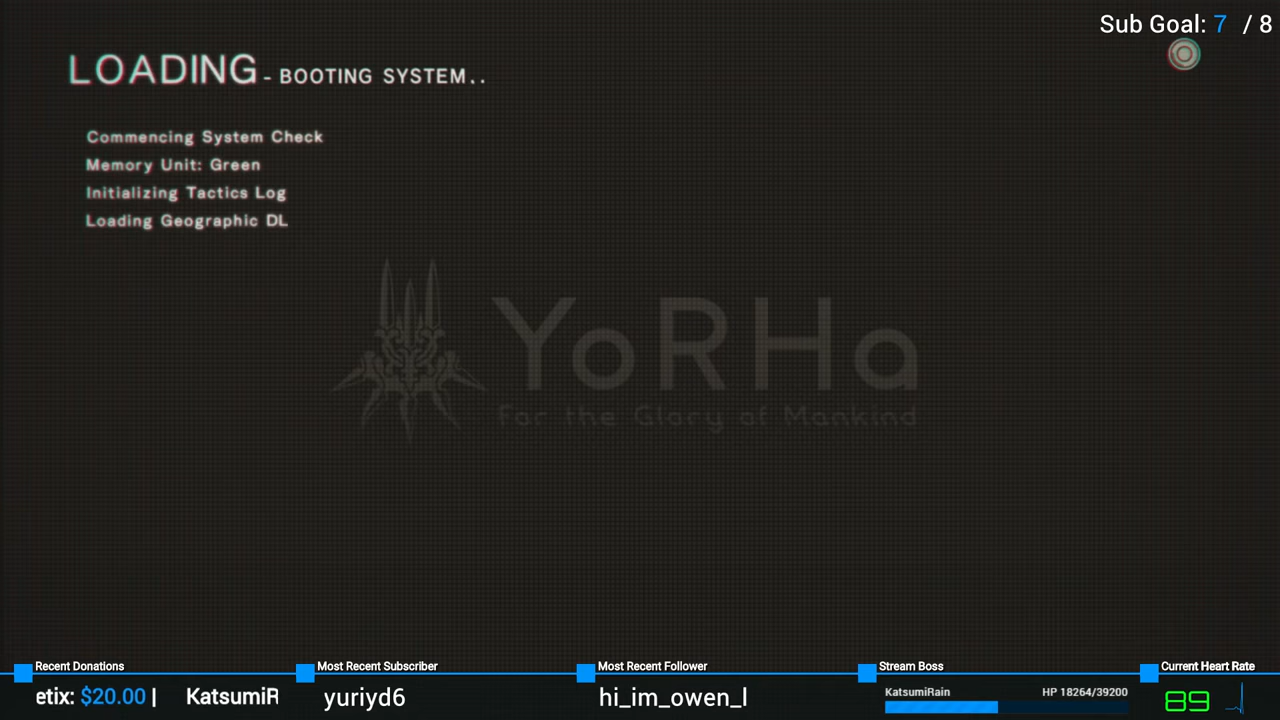 Sub Goal: 7 / 8
LOADING - BOOTING SYSTEM..
Commencing System Check
Memory Unit: Green
Initializing Tactics Log
Loading Geographic DL
YoRHa
For the Glory of Mankind
Recent Donations
etix: $20.00 | KatsumiR
Most Recent Subscriber
yuriyd6
Most Recent Follower
hi_im_owen_l
Stream Boss
KatsumiRain HP 18264/39200
Current Heart Rate
89